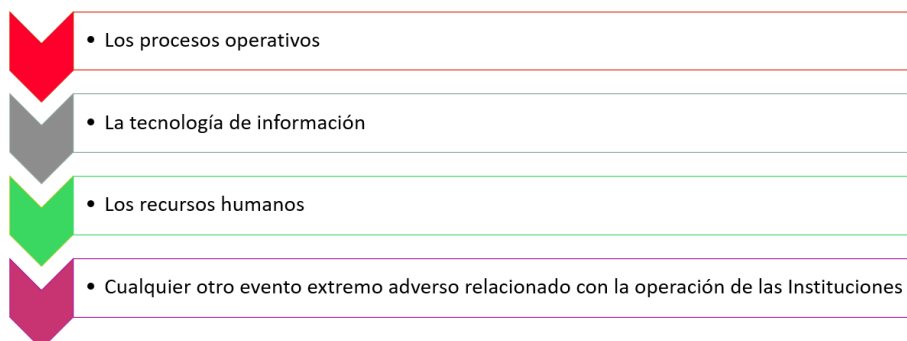 • Los procesos operativos
• La tecnología de información
• Los recursos humanos
• Cualquier otro evento extremo adverso relacionado con la operación de las Instituciones